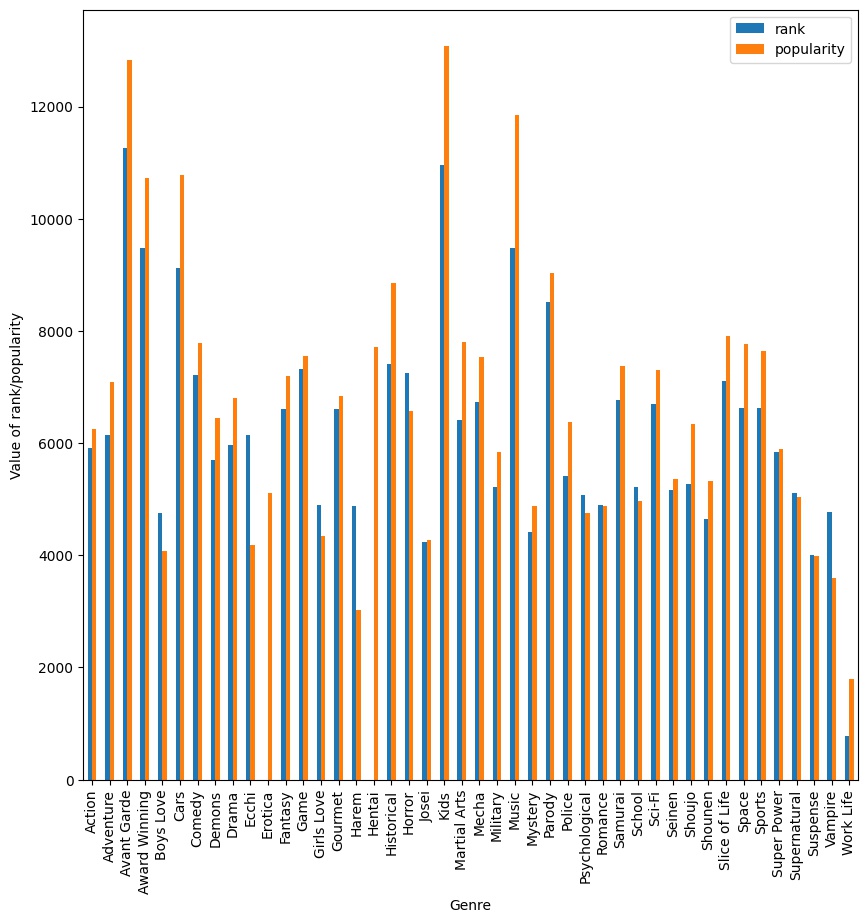 rank
popularity
12000
10000
8000
6000
4000
2000
0
Value of rank/popularity
Action
Adventure
Avant Garde
Award Winning
Boys Love
Cars
Comedy
Demons
Drama
Ecchi
Erotica
Fantasy
Game
Girls Love
Gourmet
Harem
Hentai
Historical
Horror
Josei
Kids
Martial Arts
Mecha
Military
Music
Mystery
Parody
Police
Psychological
Romance
Samurai
School
Sci-Fi
Seinen
Shoujo
Shounen
Slice of Life
Space
Sports
Super Power
Supernatural
Suspense
Vampire
Work Life
Genre